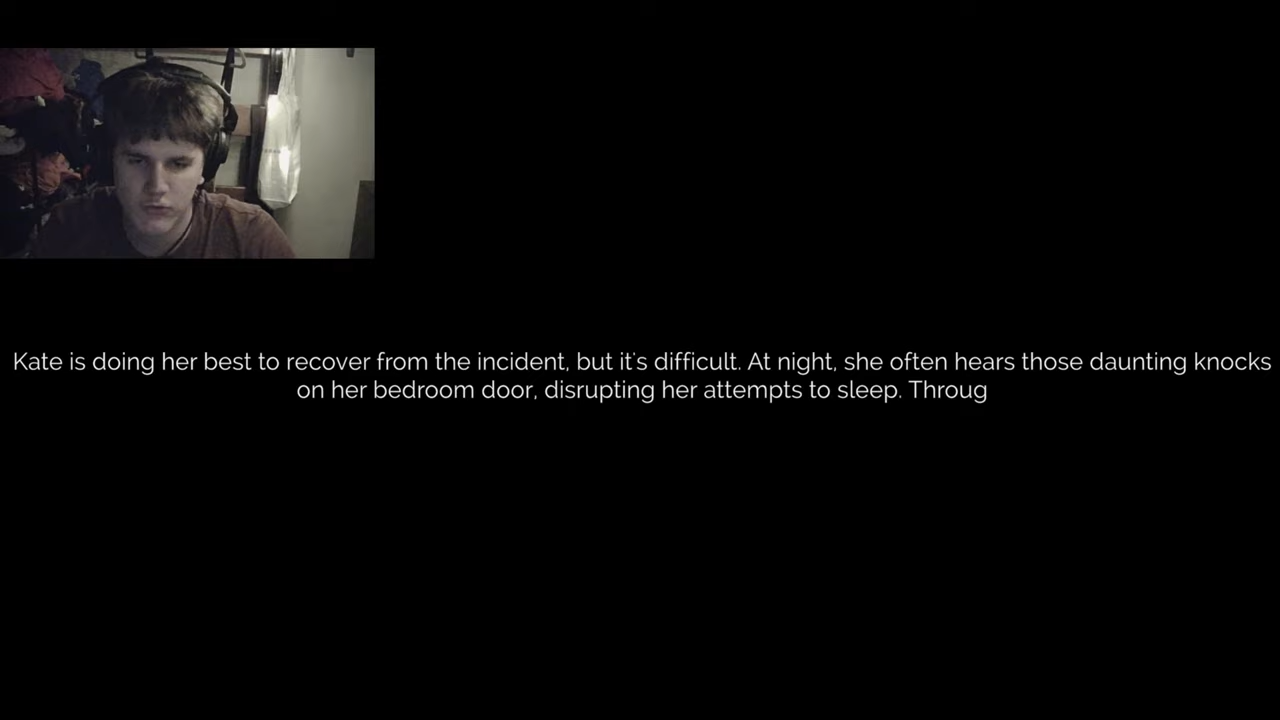 Kate is doing her best to recover from the incident, but it's difficult. At night, she often hears those daunting knocks
on her bedroom door, disrupting her attempts to sleep. Throug